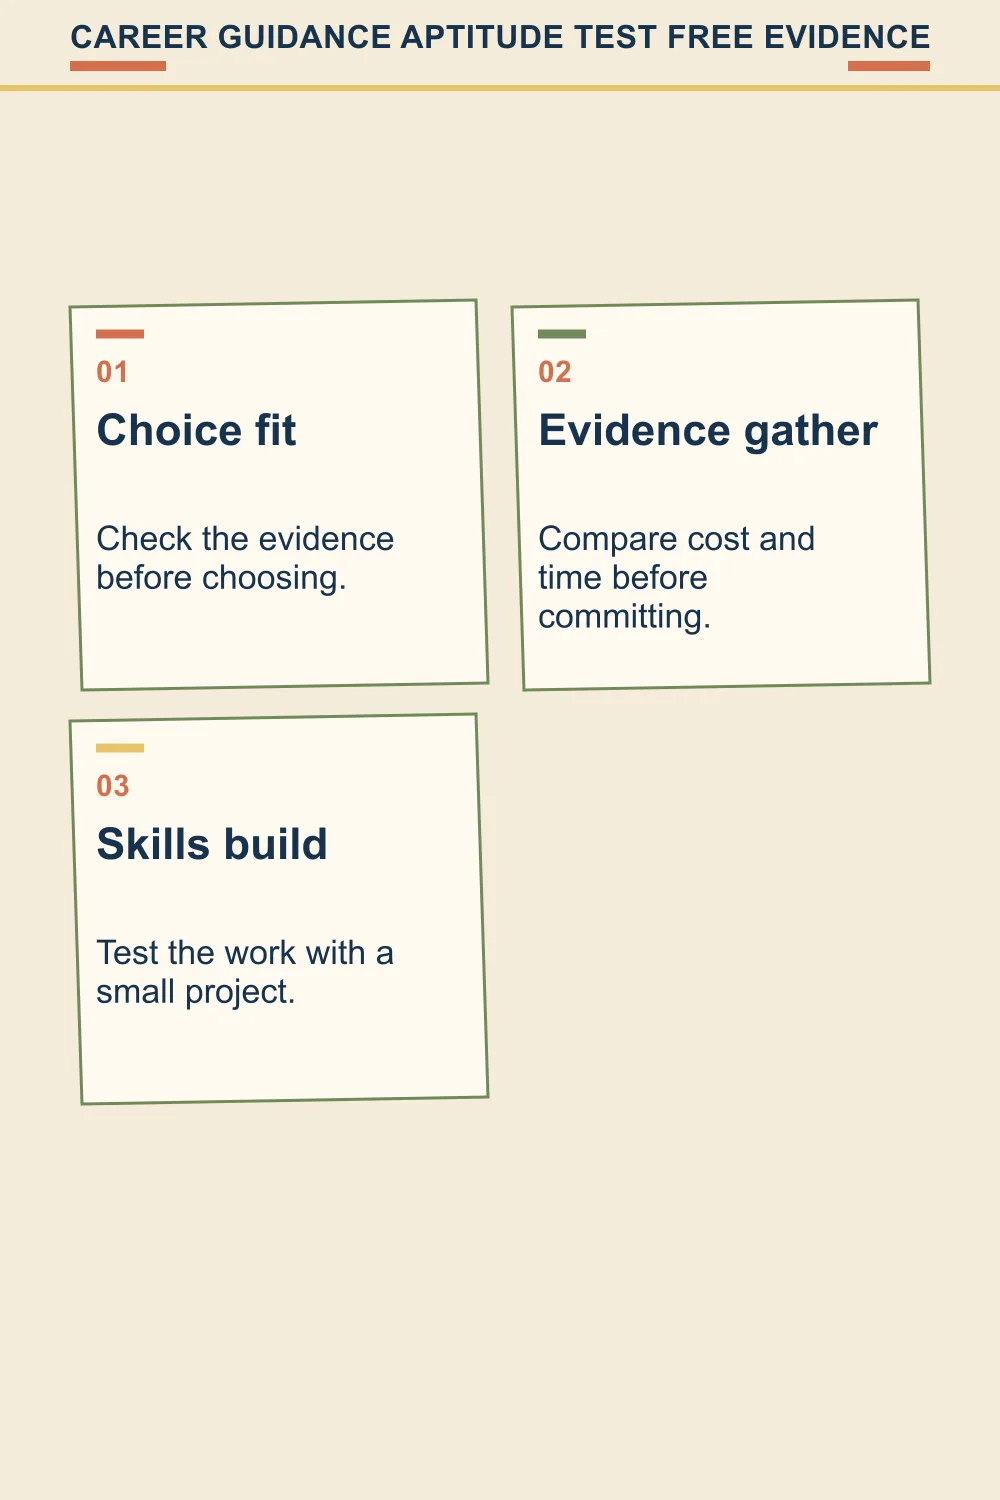 CAREER GUIDANCE APTITUDE TEST FREE EVIDENCE
01
Choice fit
Check the evidence
before choosing.
02
Evidence gather
Compare cost and
time before
committing.
03
Skills build
Test the work with a
small project.